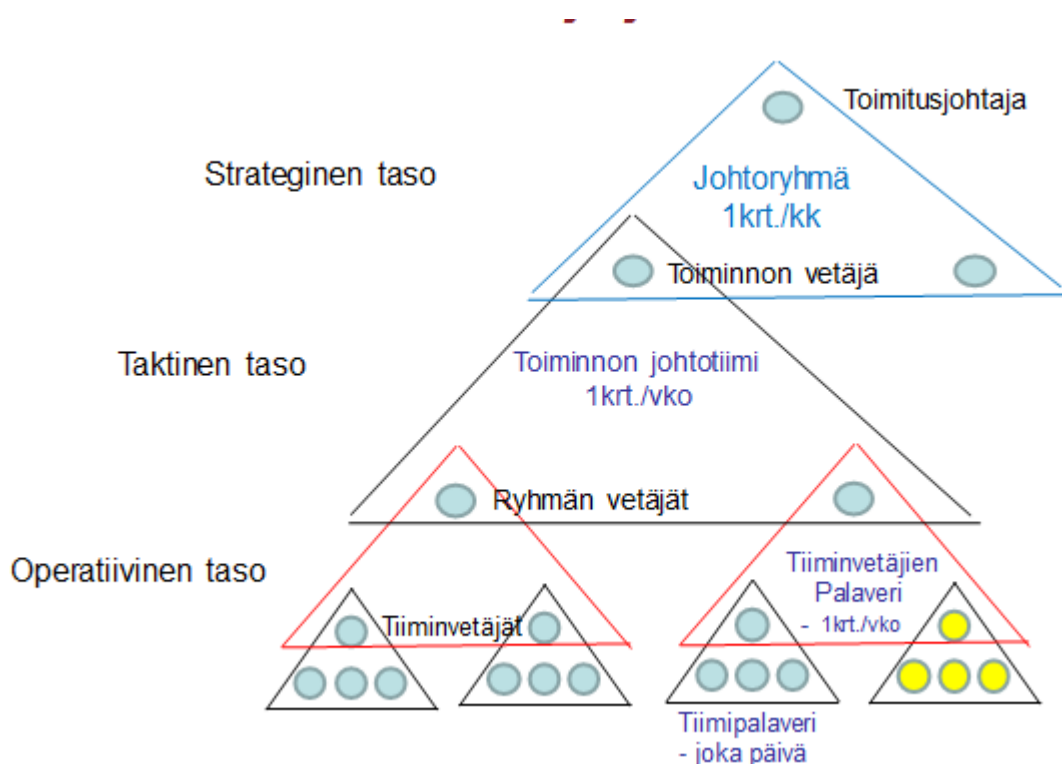 Toimitusjohtaja
Strateginen taso
Johtoryhmä
1krt./kk
Toiminnon vetäjä
Taktinen taso
Toiminnon johtotiimi
1krt./vko
Ryhmän vetäjät
Operatiivinen taso
Tiiminvetäjien
Palaveri
- 1krt./vko
Tiiminvetäjät
Tiimipalaveri
- joka päivä